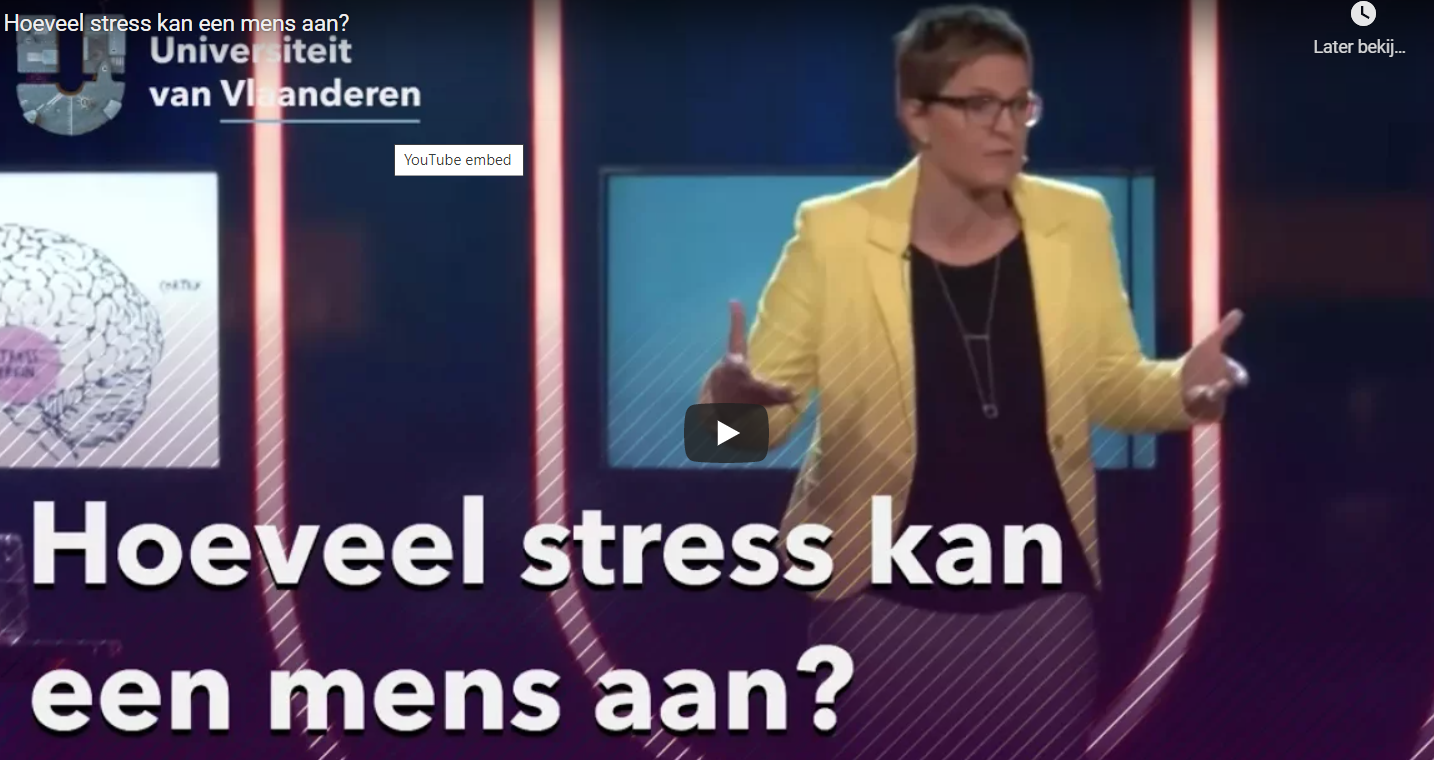 Hoeveel stress kan een mens aan?
Later bekij...
Universiteit
van Vlaanderen
YouTube embed
CORTEX
STRESS
Hoeveel stress kan
een mens aan?